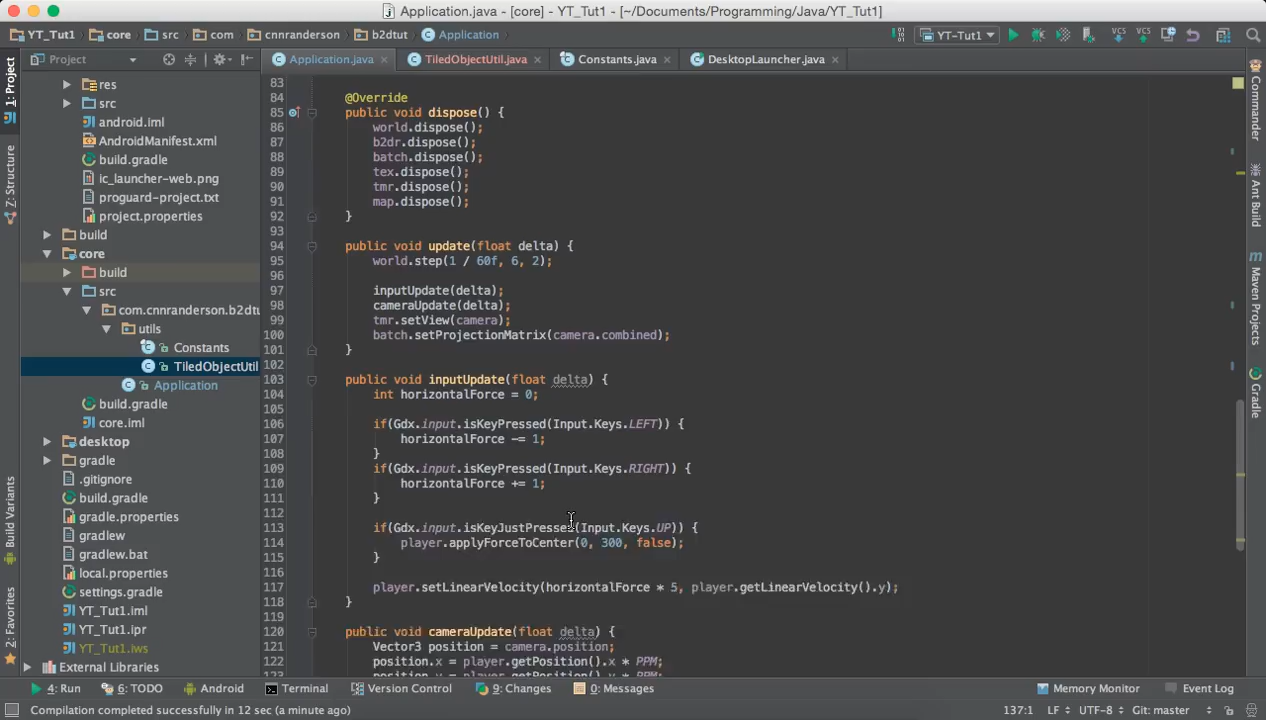 Application.java - [core] - YT_Tut1 - [~/Documents/Programming/Java/YT_Tut1]
YT_Tut1 core src com cnnranderson b2dtut Application YT-Tut1 VCS VCS
Project Application.java TiledObjectUtil.java Constants.java DesktopLauncher.java
1: Project
Z: Structure
Build Variants
2: Favorites
res
src
android.iml
AndroidManifest.xml
build.gradle
ic_launcher-web.png
proguard-project.txt
project.properties
build
core
build
src
com.cnnranderson.b2dtu
utils
Constants
TiledObjectUtil
Application
build.gradle
core.iml
desktop
gradle
.gitignore
build.gradle
gradle.properties
gradlew
gradlew.bat
local.properties
settings.gradle
YT_Tut1.iml
YT_Tut1.ipr
YT_Tut1.iws
External Libraries
83
84 @Override
85 public void dispose() {
86 world.dispose();
87 b2dr.dispose();
88 batch.dispose();
89 tex.dispose();
90 tmr.dispose();
91 map.dispose();
92 }
93
94 public void update(float delta) {
95 world.step(1 / 60f, 6, 2);
96
97 inputUpdate(delta);
98 cameraUpdate(delta);
99 tmr.setView(camera);
100 batch.setProjectionMatrix(camera.combined);
101 }
102
103 public void inputUpdate(float delta) {
104 int horizontalForce = 0;
105
106 if(Gdx.input.isKeyPressed(Input.Keys.LEFT)) {
107 horizontalForce -= 1;
108 }
109 if(Gdx.input.isKeyPressed(Input.Keys.RIGHT)) {
110 horizontalForce += 1;
111 }
112
113 if(Gdx.input.isKeyJustPressed(Input.Keys.UP)) {
114 player.applyForceToCenter(0, 300, false);
115 }
116
117 player.setLinearVelocity(horizontalForce * 5, player.getLinearVelocity().y);
118 }
119
120 public void cameraUpdate(float delta) {
121 Vector3 position = camera.position;
122 position.x = player.getPosition().x * PPM;
Commander
Ant Build
Maven Projects
Gradle
4: Run 6: TODO Android Terminal Version Control 9: Changes 0: Messages Memory Monitor Event Log
Compilation completed successfully in 12 sec (a minute ago) 137:1 LF UTF-8 Git: master